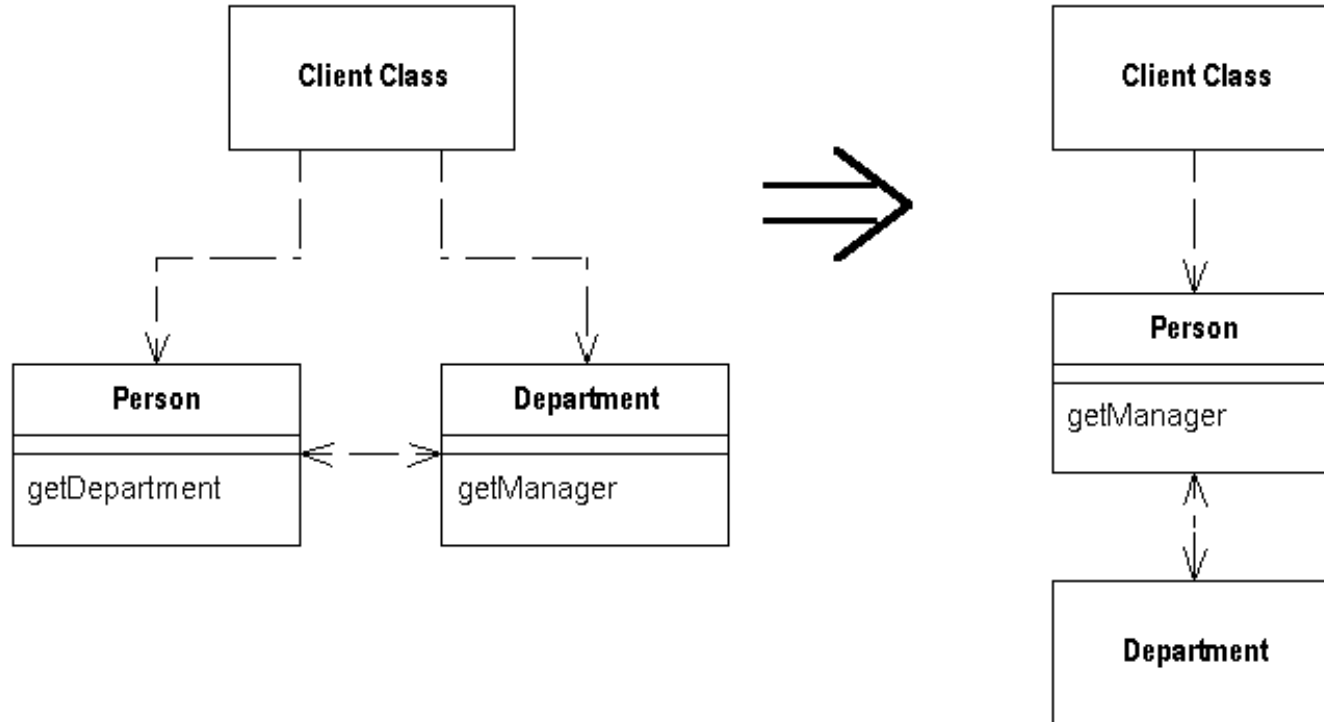 Client Class
Person
getDepartment
Department
getManager
Client Class
Person
getManager
Department